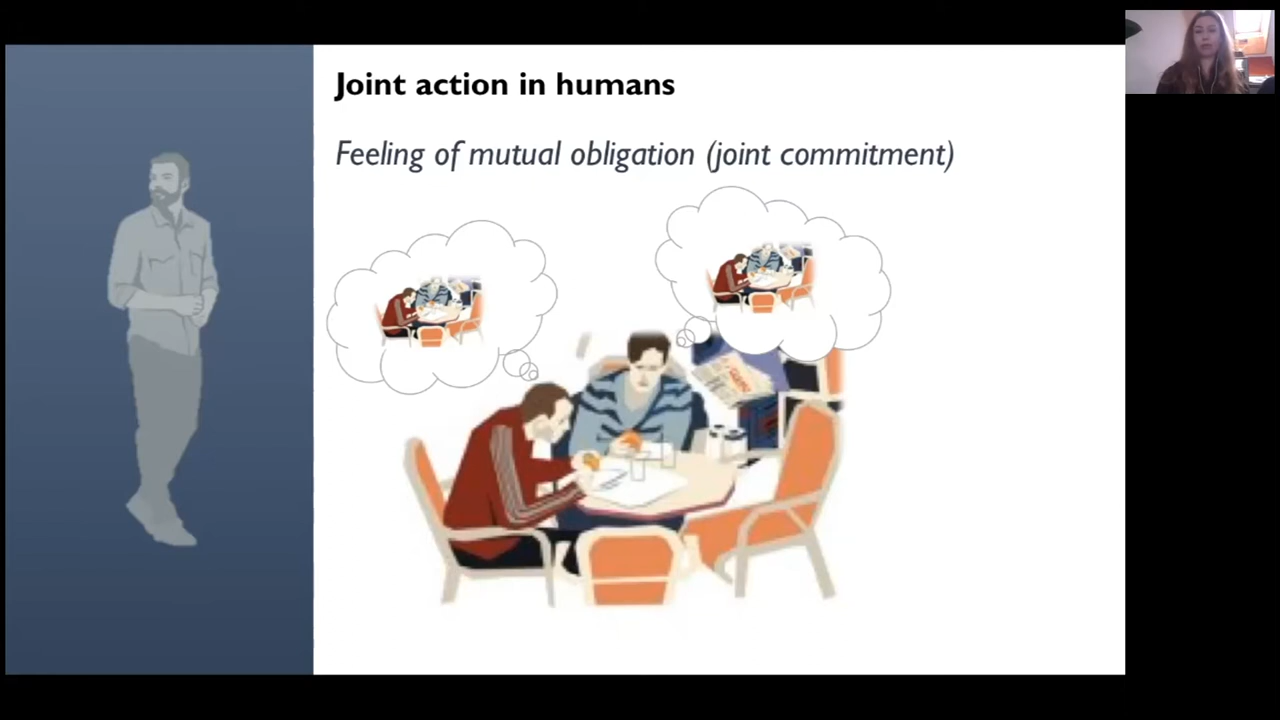 Joint action in humans
Feeling of mutual obligation (joint commitment)